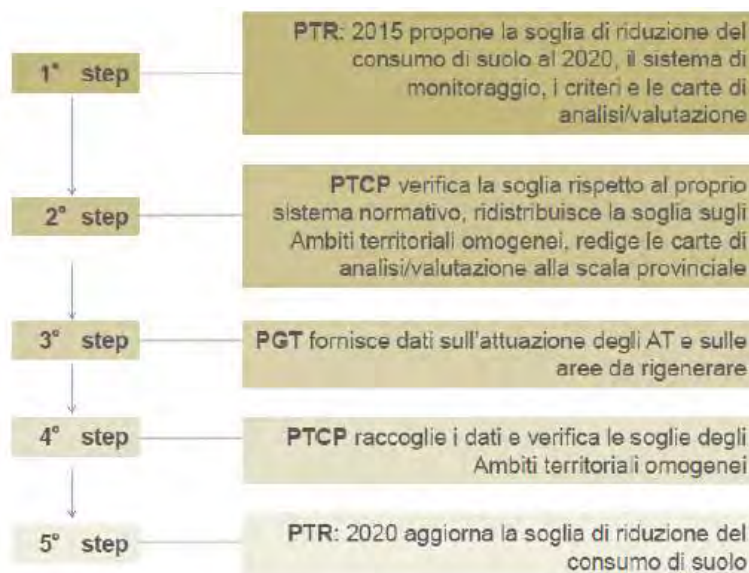 1° step
PTR: 2015 propone la soglia di riduzione del
consumo di suolo al 2020, il sistema di
monitoraggio, i criteri e le carte di
analisi/valutazione
2° step
PTCP verifica la soglia rispetto al proprio
sistema normativo, ridistribuisce la soglia sugli
Ambiti territoriali omogenei, redige le carte di
analisi/valutazione alla scala provinciale
3° step
PGT fornisce dati sull'attuazione degli AT e sulle
aree da rigenerare
4° step
PTCP raccoglie i dati e verifica le soglie degli
Ambiti territoriali omogenei
5° step
PTR: 2020 aggiorna la soglia di riduzione del
consumo di suolo